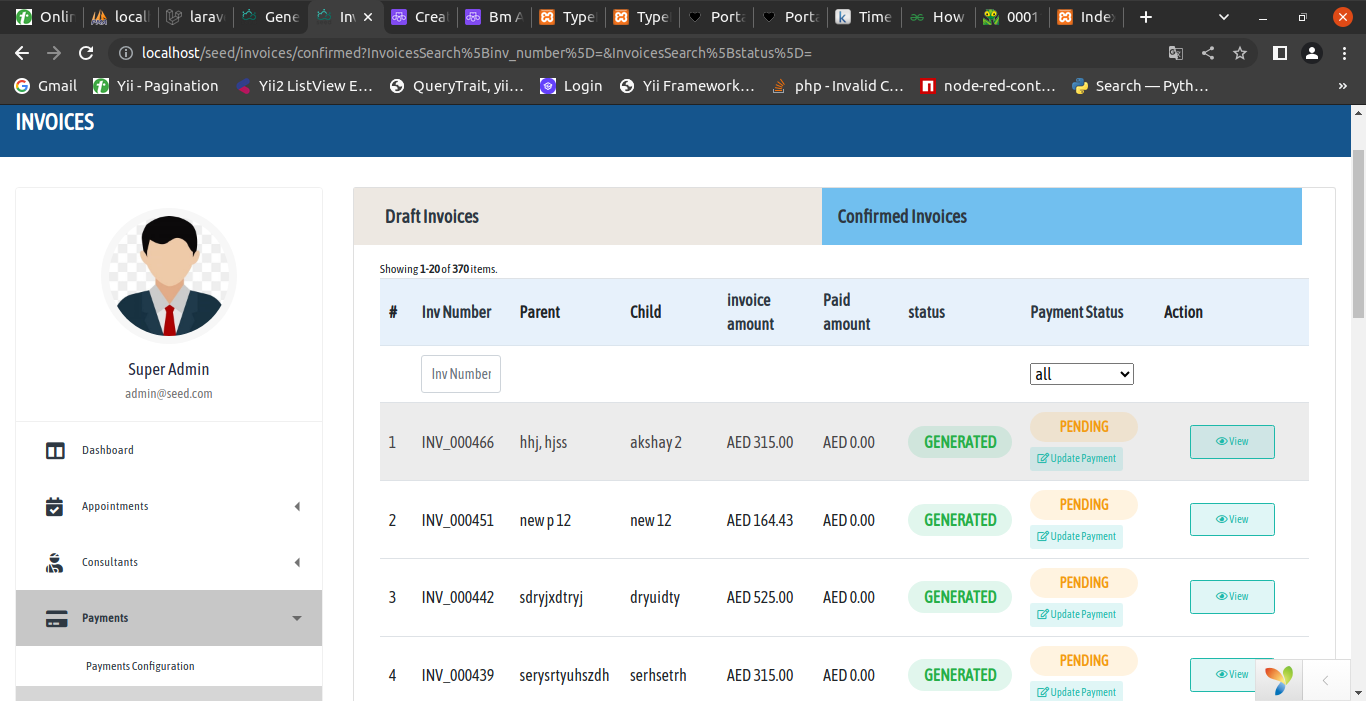 Onlin
local
larav
Gene
Inv
Creat
Bm A
Type
Type
Porta
Porta
Time
How
0001
Index
localhost/seed/invoices/confirmed?InvoicesSearch%5Binv_number%5D=&InvoicesSearch%5Bstatus%5D=
Gmail
Yii - Pagination
Yii2 ListView E...
QueryTrait, yii...
Login
Yii Framework...
php - Invalid C...
node-red-cont...
Search — Pyth...
»
INVOICES
Super Admin
admin@seed.com
Dashboard
Appointments
Consultants
Payments
Payments Configuration
Draft Invoices
Confirmed Invoices
Showing 1-20 of 370 items.
# Inv Number Parent Child invoice amount Paid amount status Payment Status Action
Inv Number
all
1 INV_000466 hhj, hjss akshay 2 AED 315.00 AED 0.00 GENERATED PENDING
Update Payment
View
2 INV_000451 new p 12 new 12 AED 164.43 AED 0.00 GENERATED PENDING
Update Payment
View
3 INV_000442 sdryjxdtryj dryuidty AED 525.00 AED 0.00 GENERATED PENDING
Update Payment
View
4 INV_000439 serysrtyuhszdh serhsetrh AED 315.00 AED 0.00 GENERATED PENDING
Update Payment
View